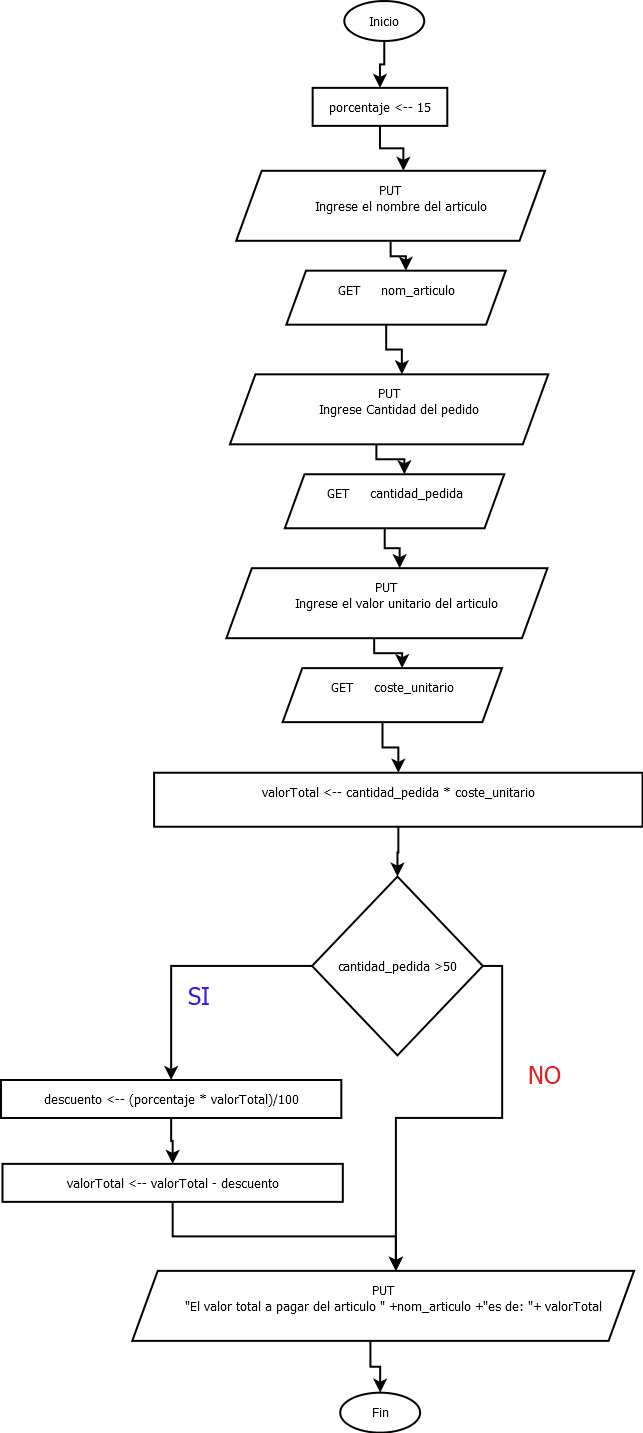 Inicio
porcentaje <-- 15
PUT
Ingrese el nombre del articulo
GET nom_articulo
PUT
Ingrese Cantidad del pedido
GET cantidad_pedida
PUT
Ingrese el valor unitario del articulo
GET coste_unitario
valorTotal <-- cantidad_pedida * coste_unitario
cantidad_pedida >50
SI
NO
descuento <-- (porcentaje * valorTotal)/100
valorTotal <-- valorTotal - descuento
PUT
"El valor total a pagar del articulo " +nom_articulo +"es de: "+ valorTotal
Fin